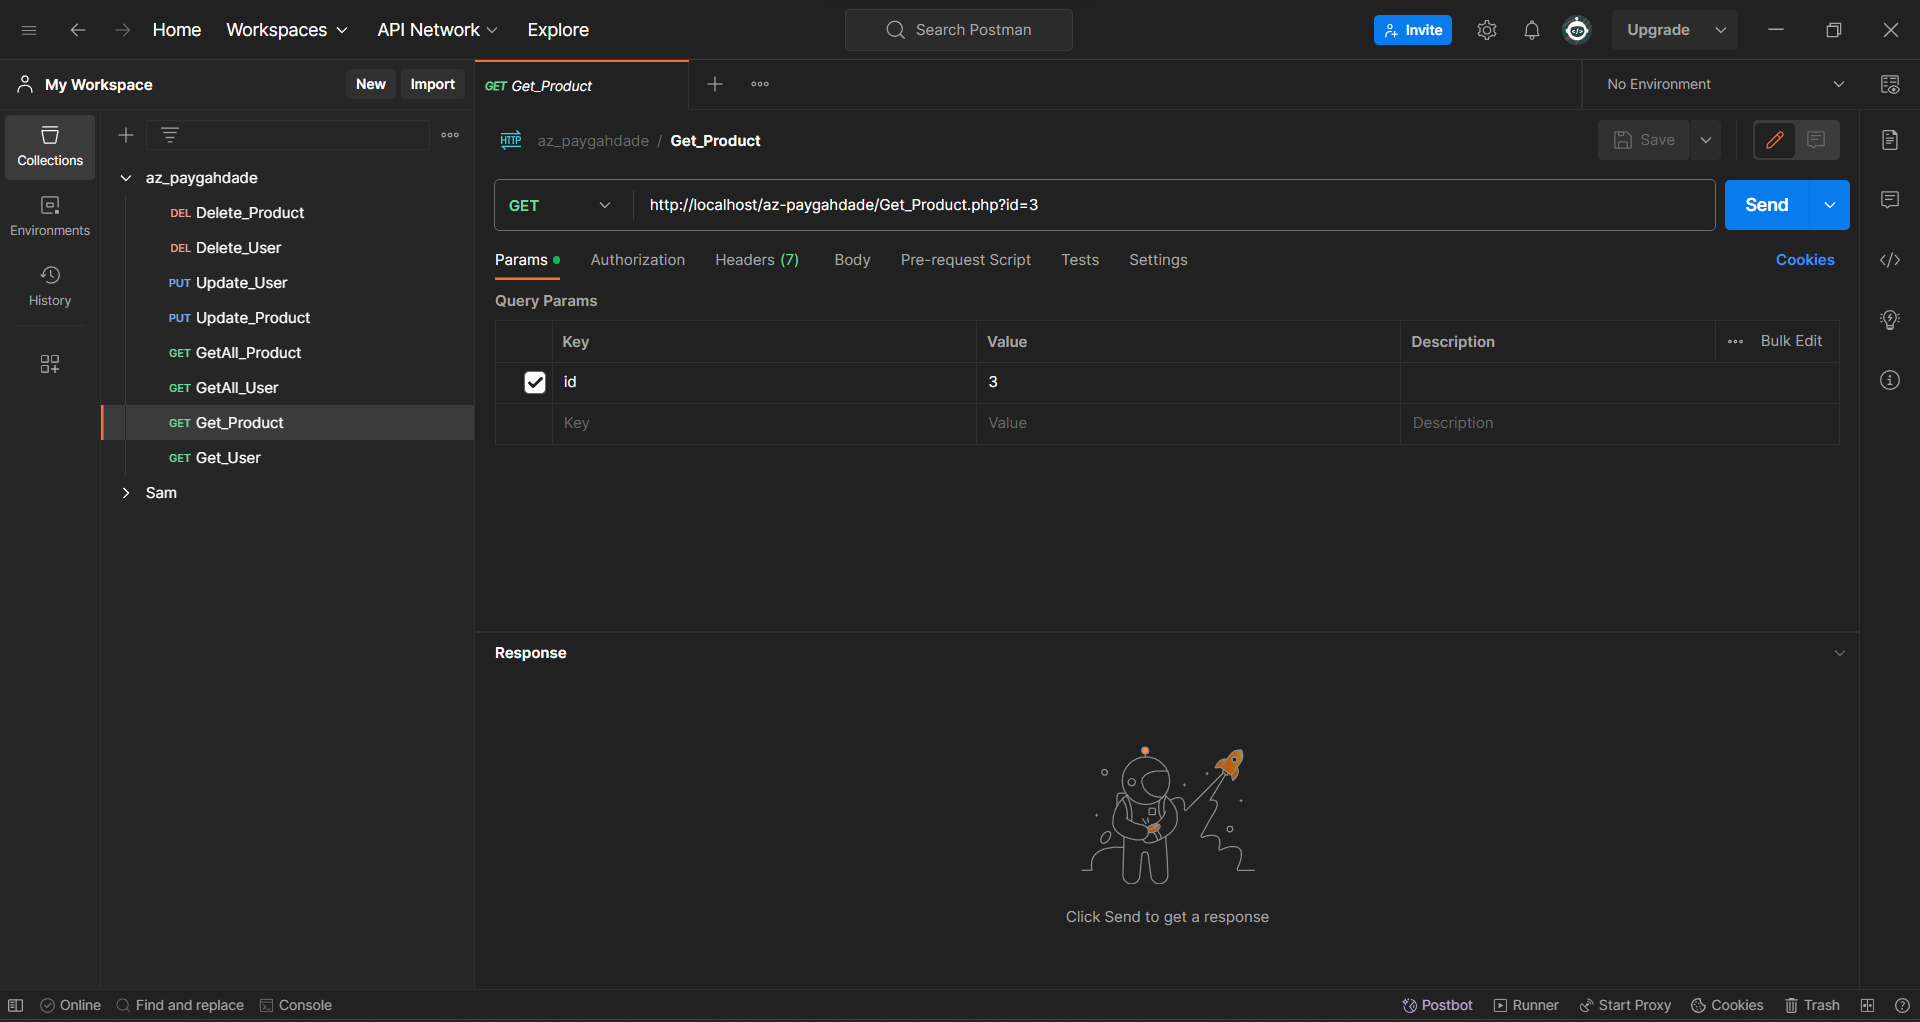 Home Workspaces API Network Explore
Search Postman
Invite
Upgrade
My Workspace New Import
GET Get_Product
No Environment
Collections
Environments
History
az_paygahdade
DEL Delete_Product
DEL Delete_User
PUT Update_User
PUT Update_Product
GET GetAll_Product
GET GetAll_User
GET Get_Product
GET Get_User
Sam
HTTP az_paygahdade / Get_Product
Save
GET http://localhost/az-paygahdade/Get_Product.php?id=3
Send
Params Authorization Headers (7) Body Pre-request Script Tests Settings Cookies
Query Params
Key Value Description Bulk Edit
id 3
Key Value Description
Response
Click Send to get a response
Online Find and replace Console Postbot Runner Start Proxy Cookies Trash